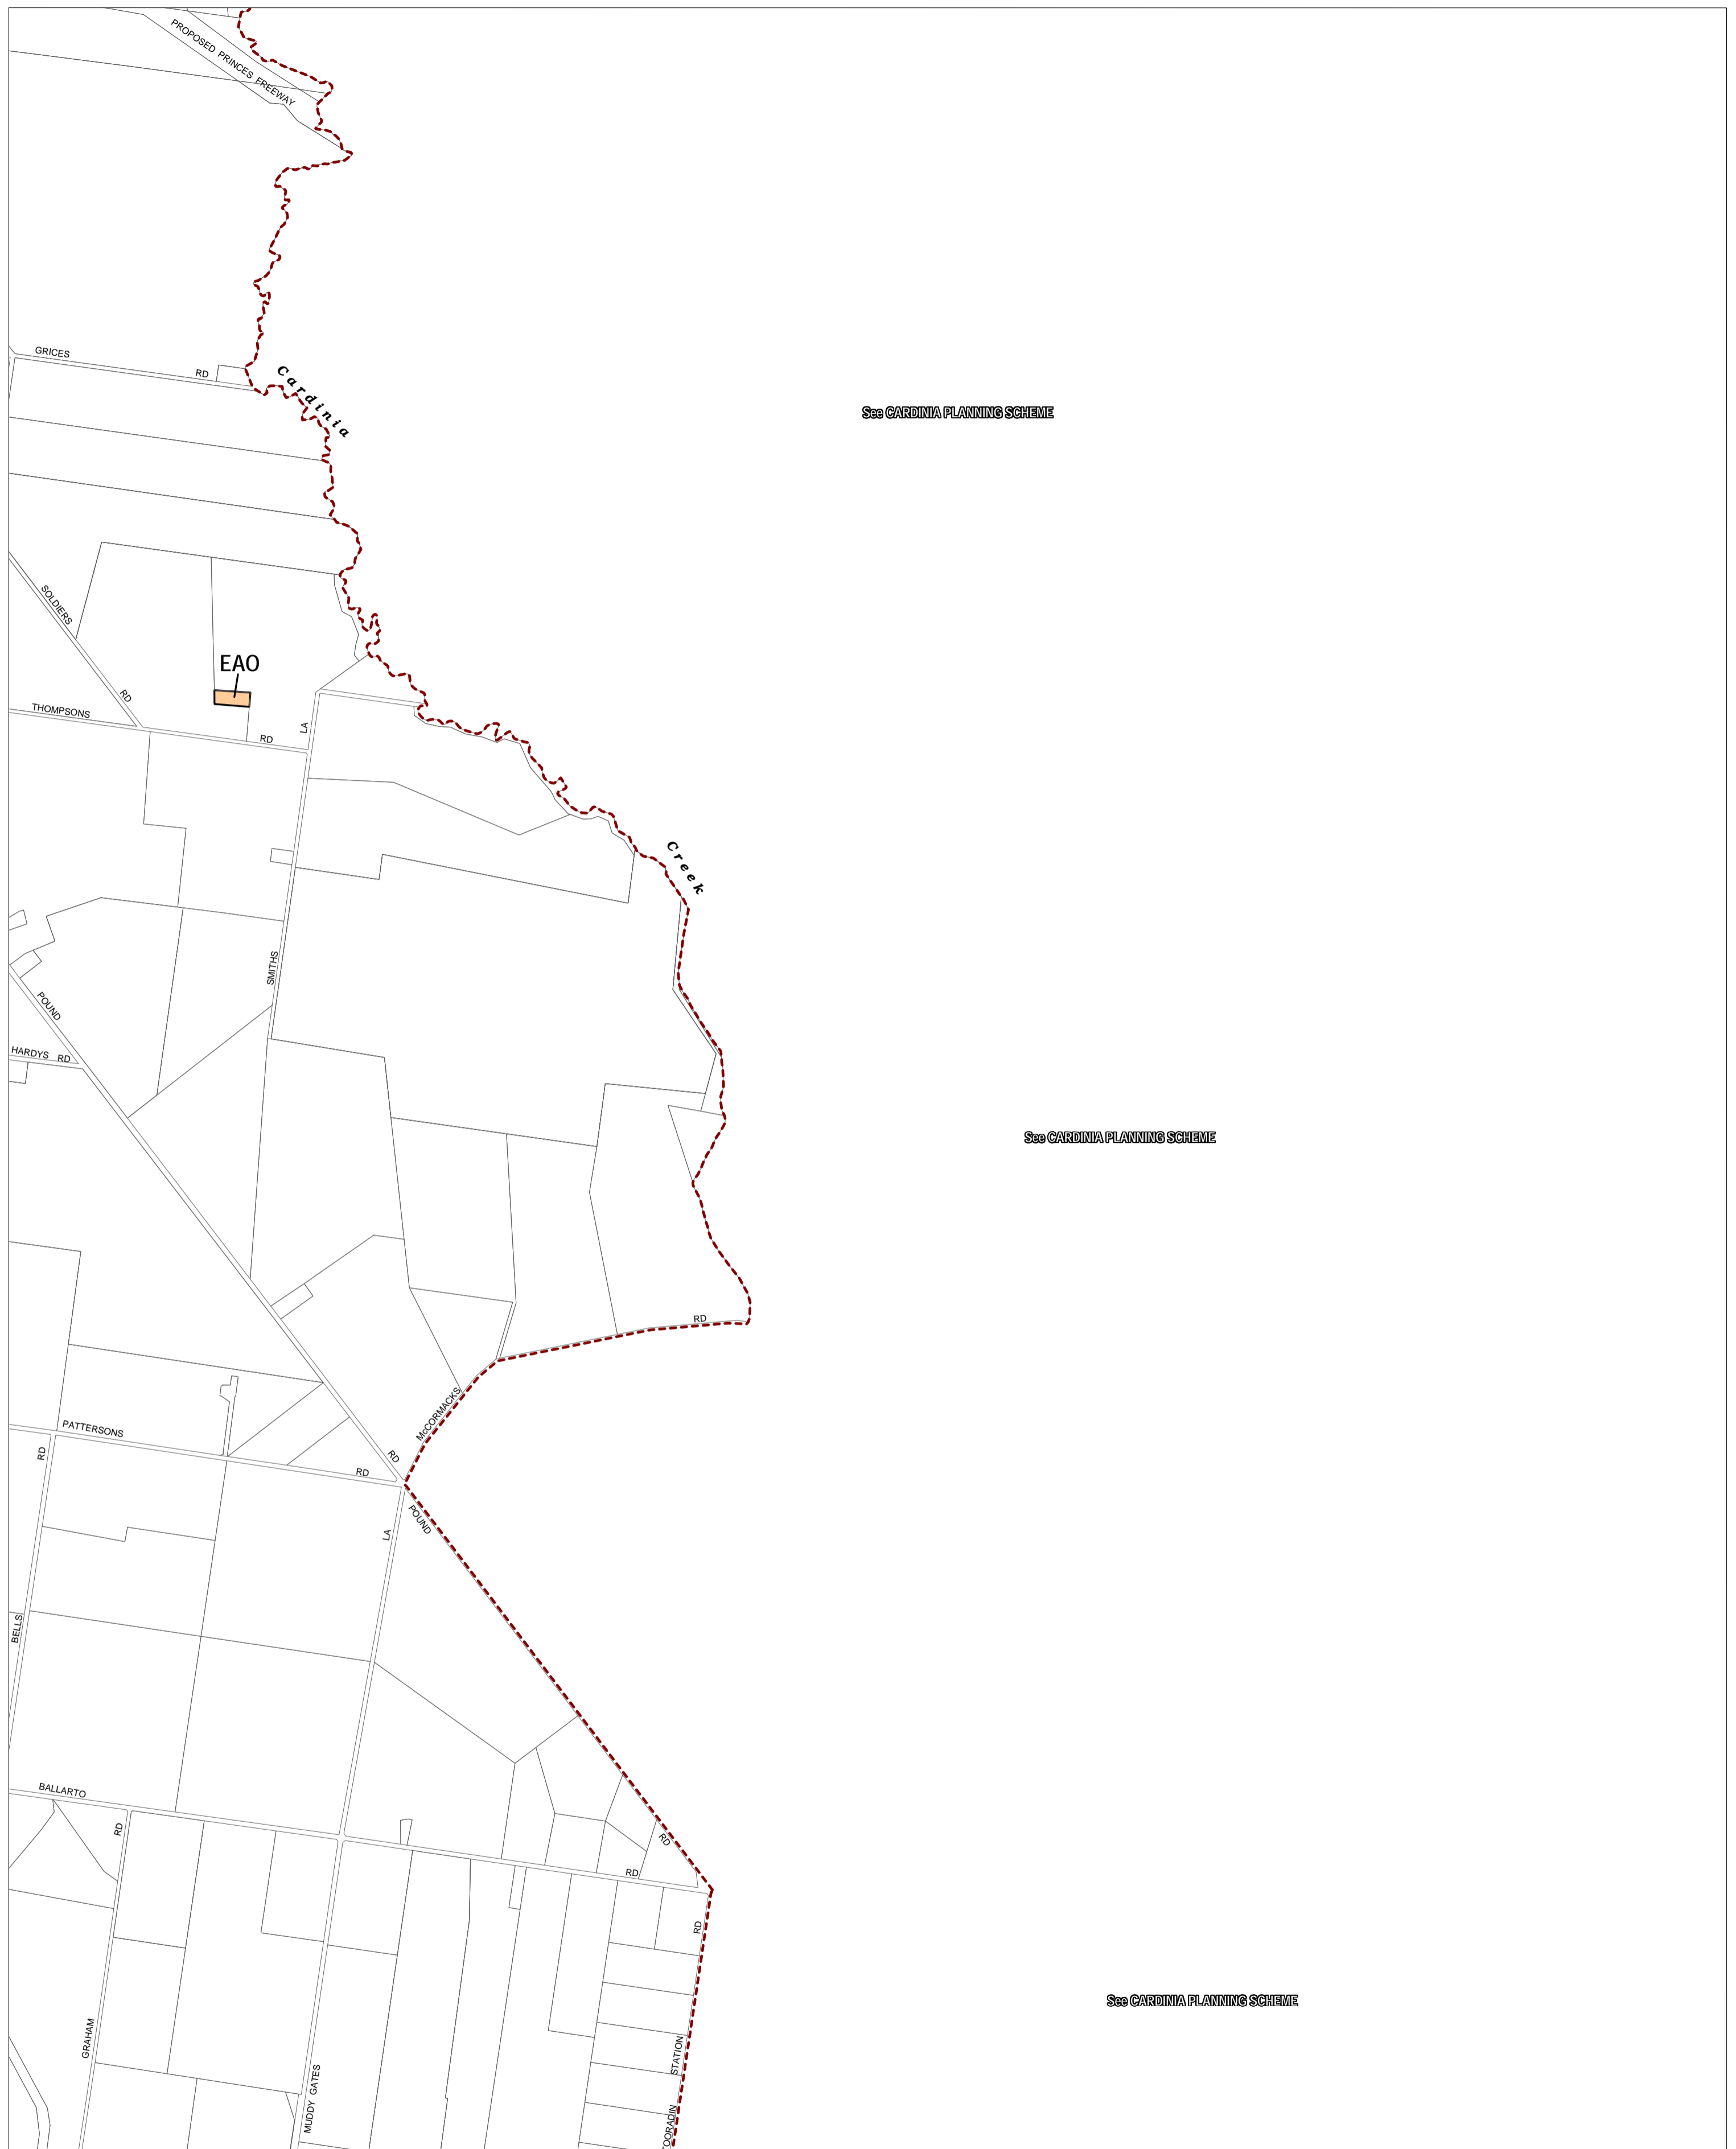 PROPOSED PRINCES FREEWAY
GRICES
RD
Cardinia
See CARDINIA PLANNING SCHEME
SOLDIERS
RD
EAO
THOMPSONS
RD
LA
Creek
SMITHS
POUND
HARDYS RD
See CARDINIA PLANNING SCHEME
RD
McCORMACKS
PATTERSONS
RD
RD
RD
POUND
LA
BELLS
BALLARTO
RD
RD
RD
RD
See CARDINIA PLANNING SCHEME
GRAHAM
STATION
MUDDY GATES
OORADIN